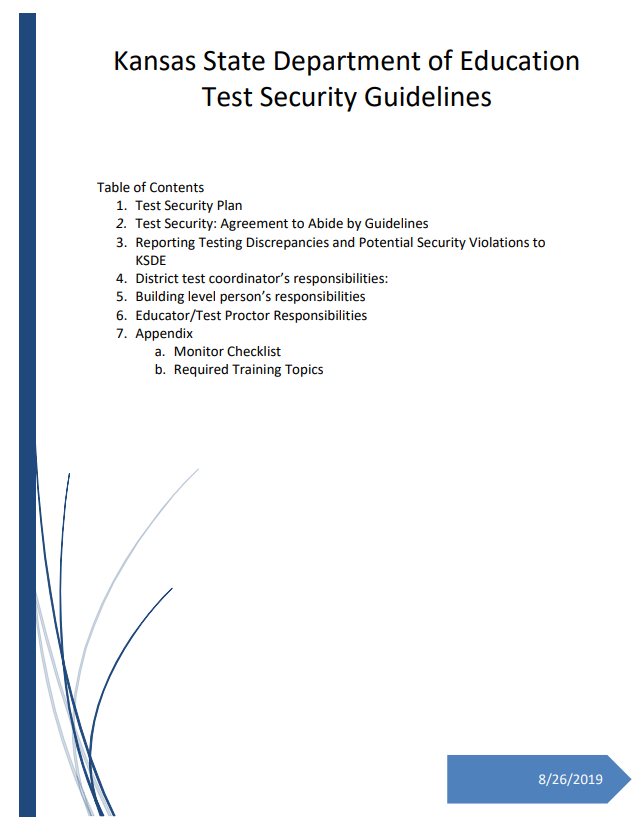 Kansas State Department of Education
Test Security Guidelines
Table of Contents
1. Test Security Plan
2. Test Security: Agreement to Abide by Guidelines
3. Reporting Testing Discrepancies and Potential Security Violations to
KSDE
4. District test coordinator's responsibilities:
5. Building level person's responsibilities
6. Educator/Test Proctor Responsibilities
7. Appendix
a. Monitor Checklist
b. Required Training Topics
8/26/2019